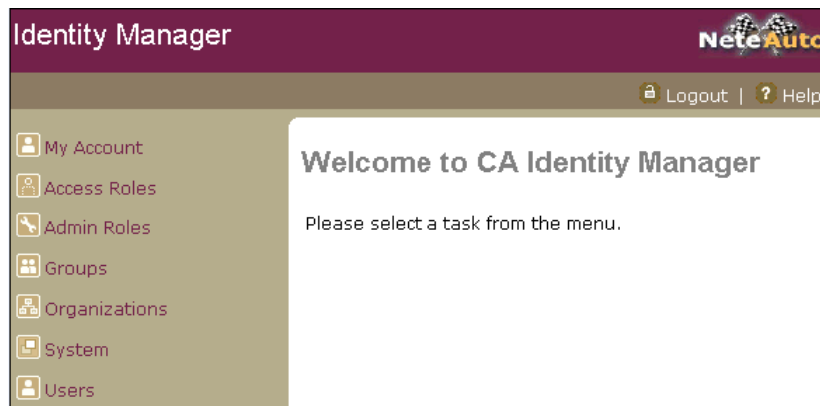 Identity Manager
NeteAuto
Logout | ? Help
My Account
Access Roles
Admin Roles
Groups
Organizations
System
Users
Welcome to CA Identity Manager
Please select a task from the menu.